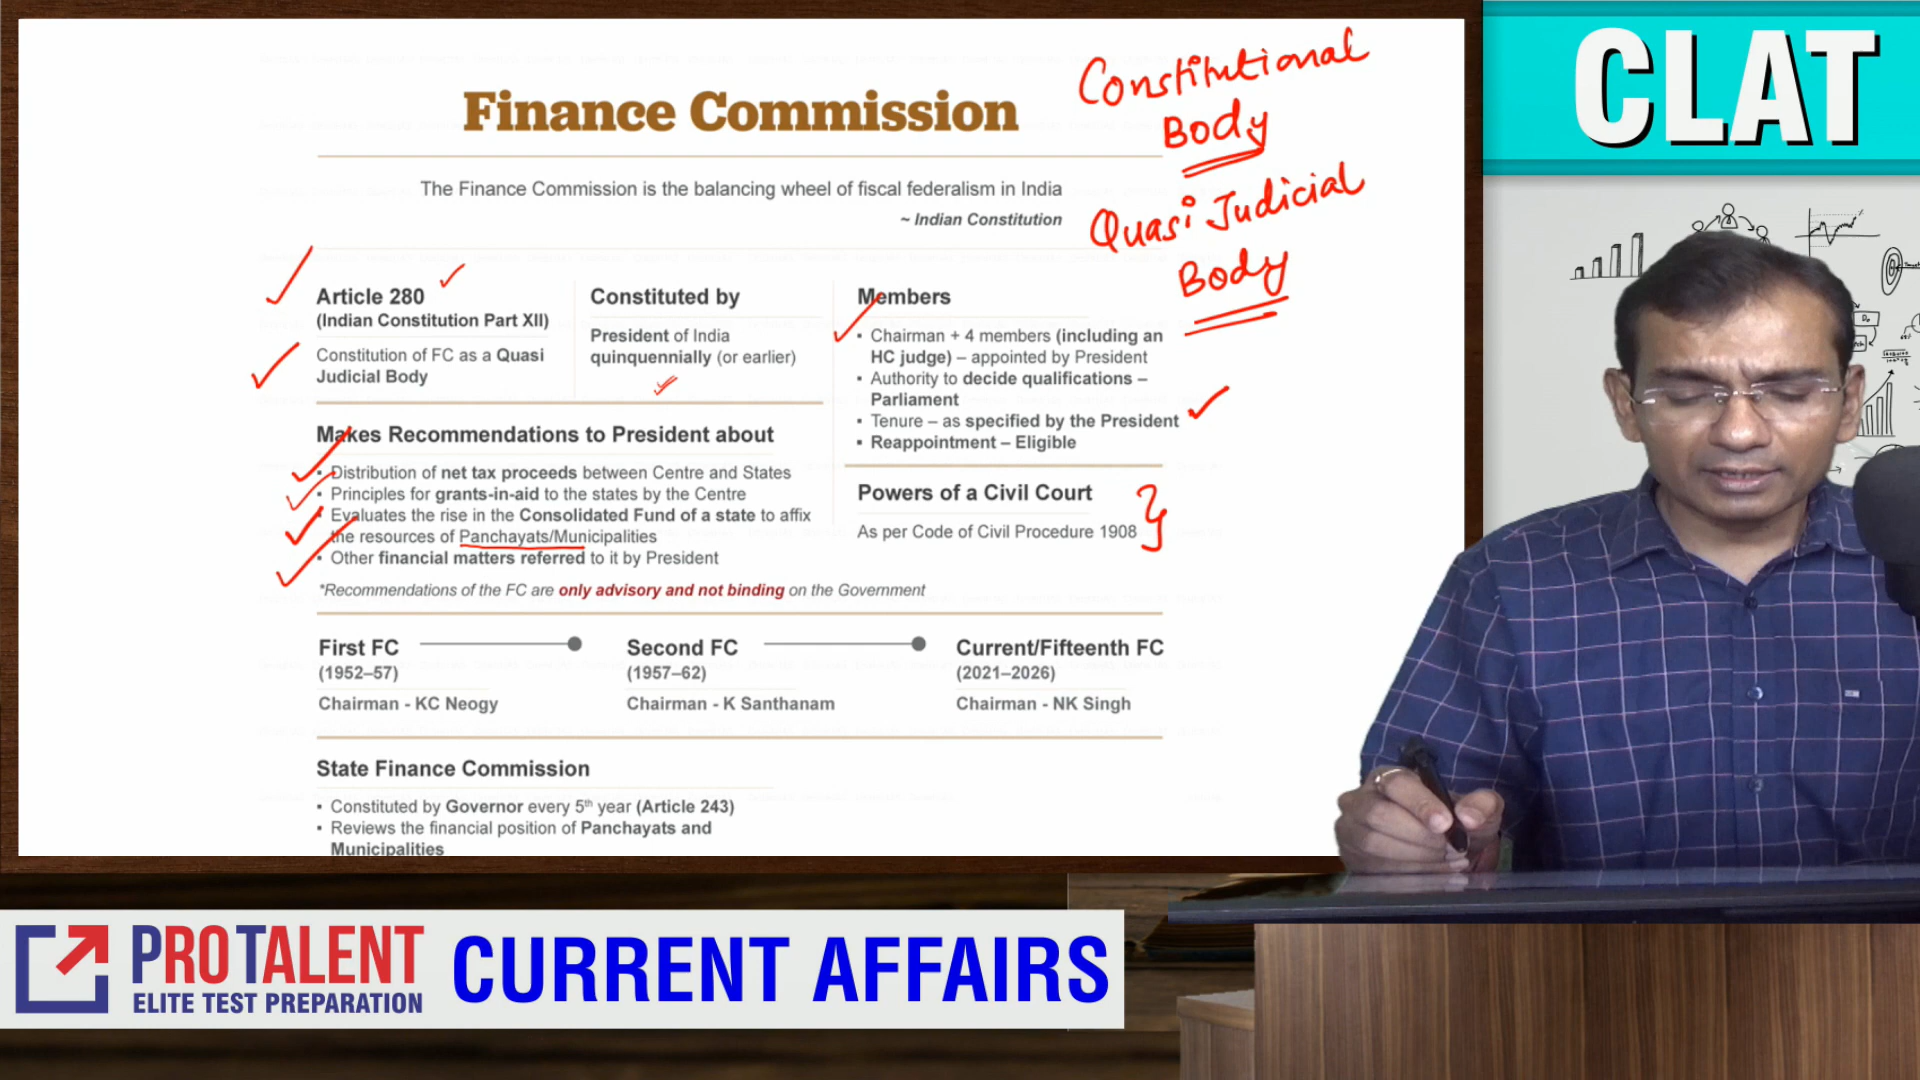 Finance Commission
The Finance Commission is the balancing wheel of fiscal federalism in India
~ Indian Constitution
Constitutional
Body
Quasi Judicial
Body
Article 280
(Indian Constitution Part XII)
Constitution of FC as a Quasi
Judicial Body
Constituted by
President of India
quinquennially (or earlier)
Members
▪ Chairman + 4 members (including an
HC judge) – appointed by President
▪ Authority to decide qualifications –
Parliament
▪ Tenure – as specified by the President
▪ Reappointment – Eligible
Makes Recommendations to President about
▪ Distribution of net tax proceeds between Centre and States
▪ Principles for grants-in-aid to the states by the Centre
▪ Evaluates the rise in the Consolidated Fund of a state to affix
the resources of Panchayats/Municipalities
▪ Other financial matters referred to it by President
*Recommendations of the FC are only advisory and not binding on the Government
Powers of a Civil Court
As per Code of Civil Procedure 1908
First FC
(1952–57)
Chairman - KC Neogy
Second FC
(1957–62)
Chairman - K Santhanam
Current/Fifteenth FC
(2021–2026)
Chairman - NK Singh
State Finance Commission
▪ Constituted by Governor every 5th year (Article 243)
▪ Reviews the financial position of Panchayats and
Municipalities
CLAT
PROTALENT
ELITE TEST PREPARATION
CURRENT AFFAIRS